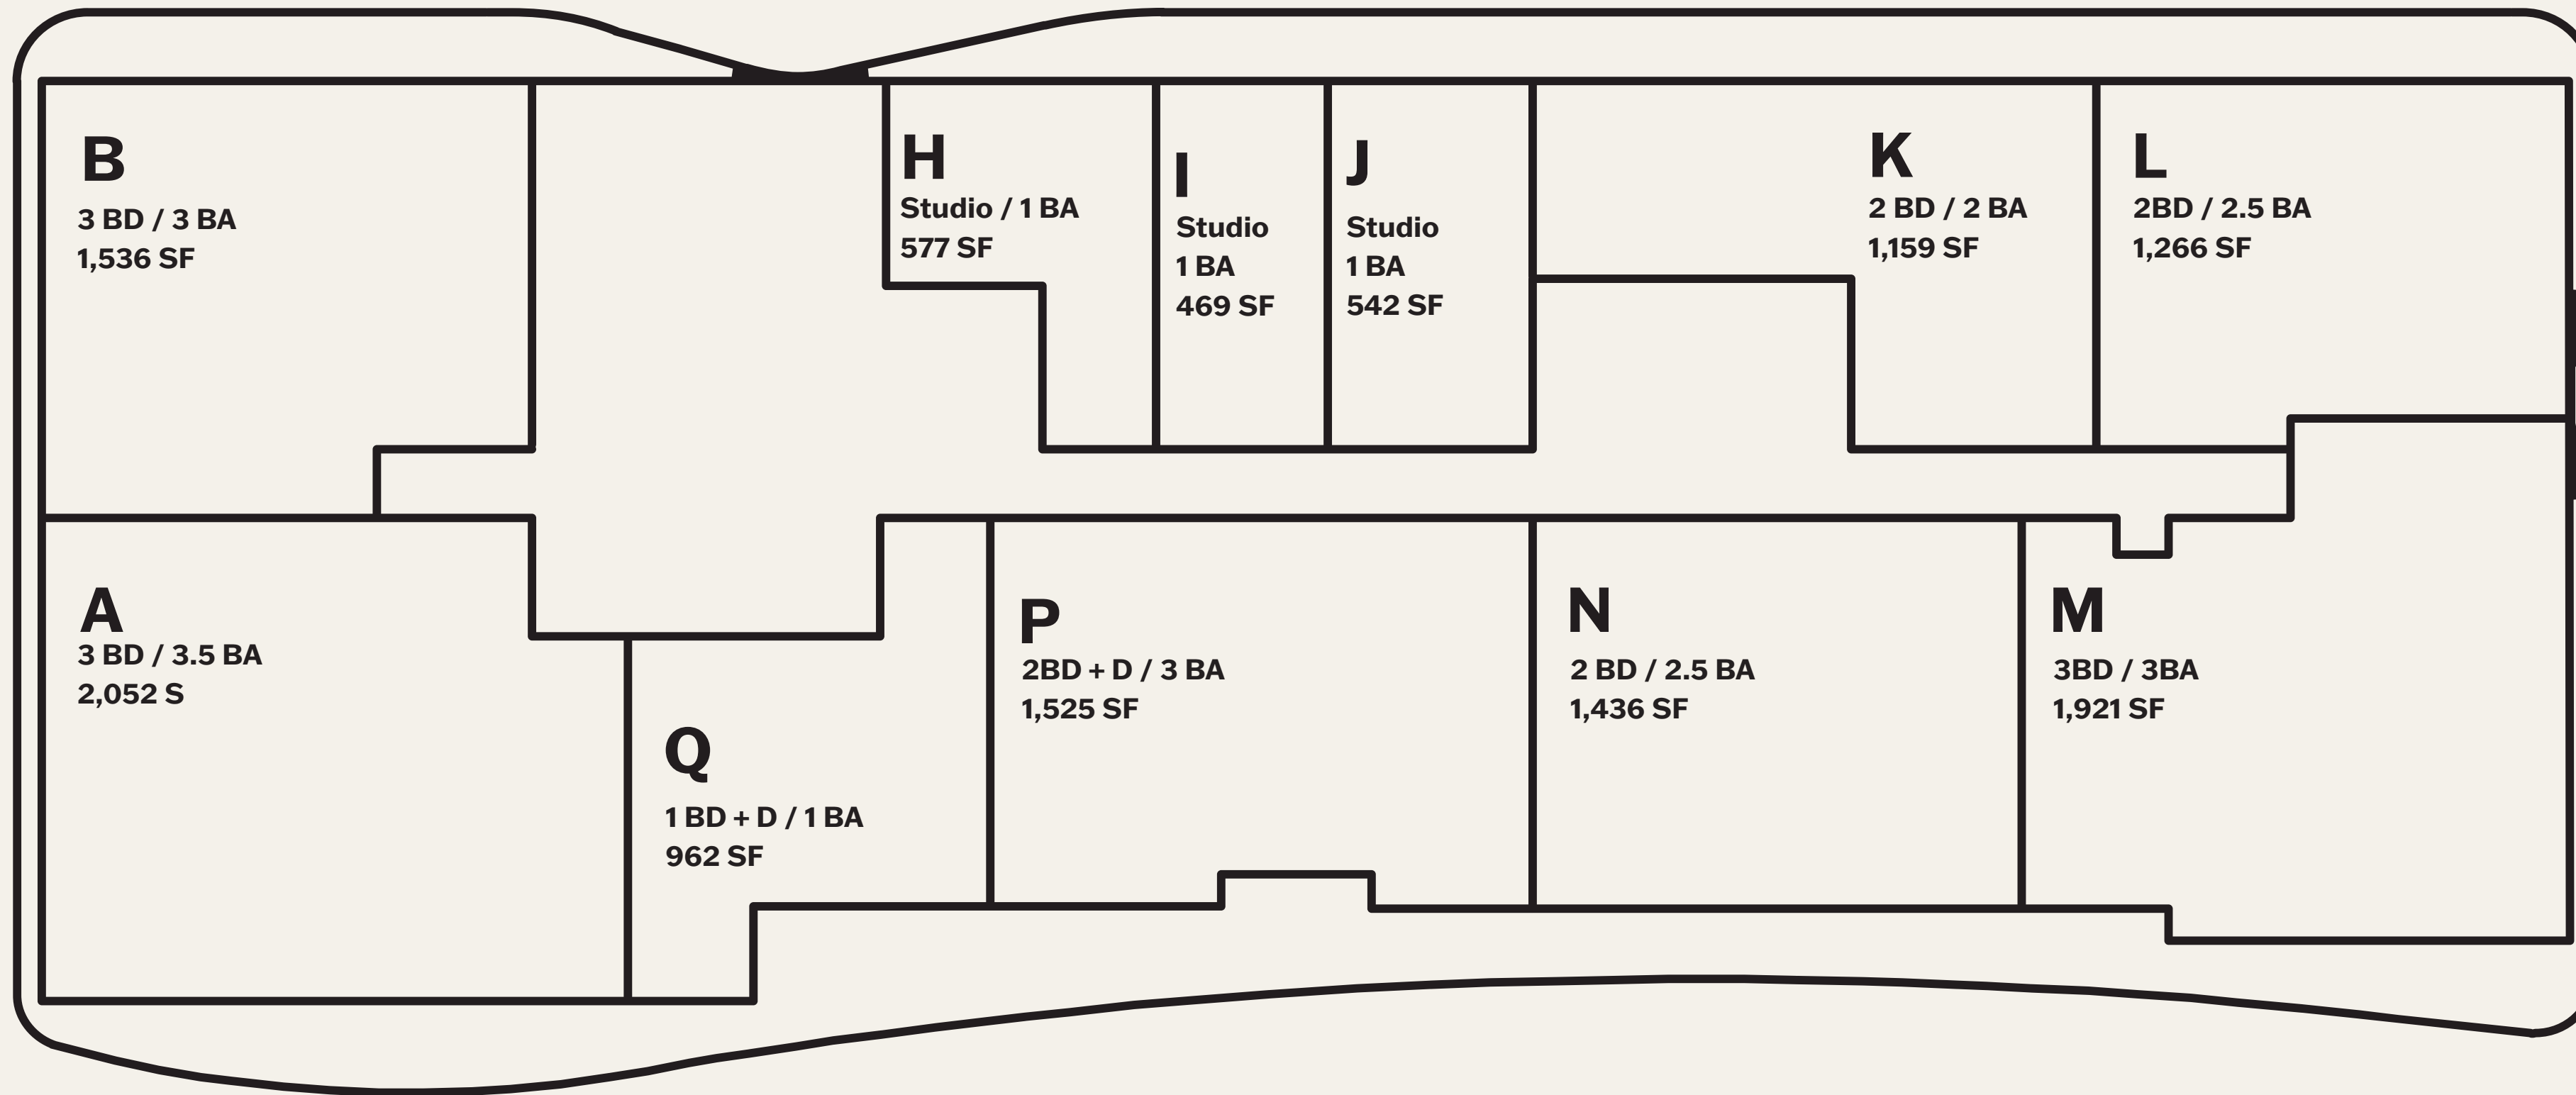 B
3 BD / 3 BA
1,536 SF
H
Studio / 1 BA
577 SF
I
Studio
1 BA
469 SF
J
Studio
1 BA
542 SF
K
2 BD / 2 BA
1,159 SF
L
2BD / 2.5 BA
1,266 SF
A
3 BD / 3.5 BA
2,052 S
Q
1 BD + D / 1 BA
962 SF
P
2BD + D / 3 BA
1,525 SF
N
2 BD / 2.5 BA
1,436 SF
M
3BD / 3BA
1,921 SF